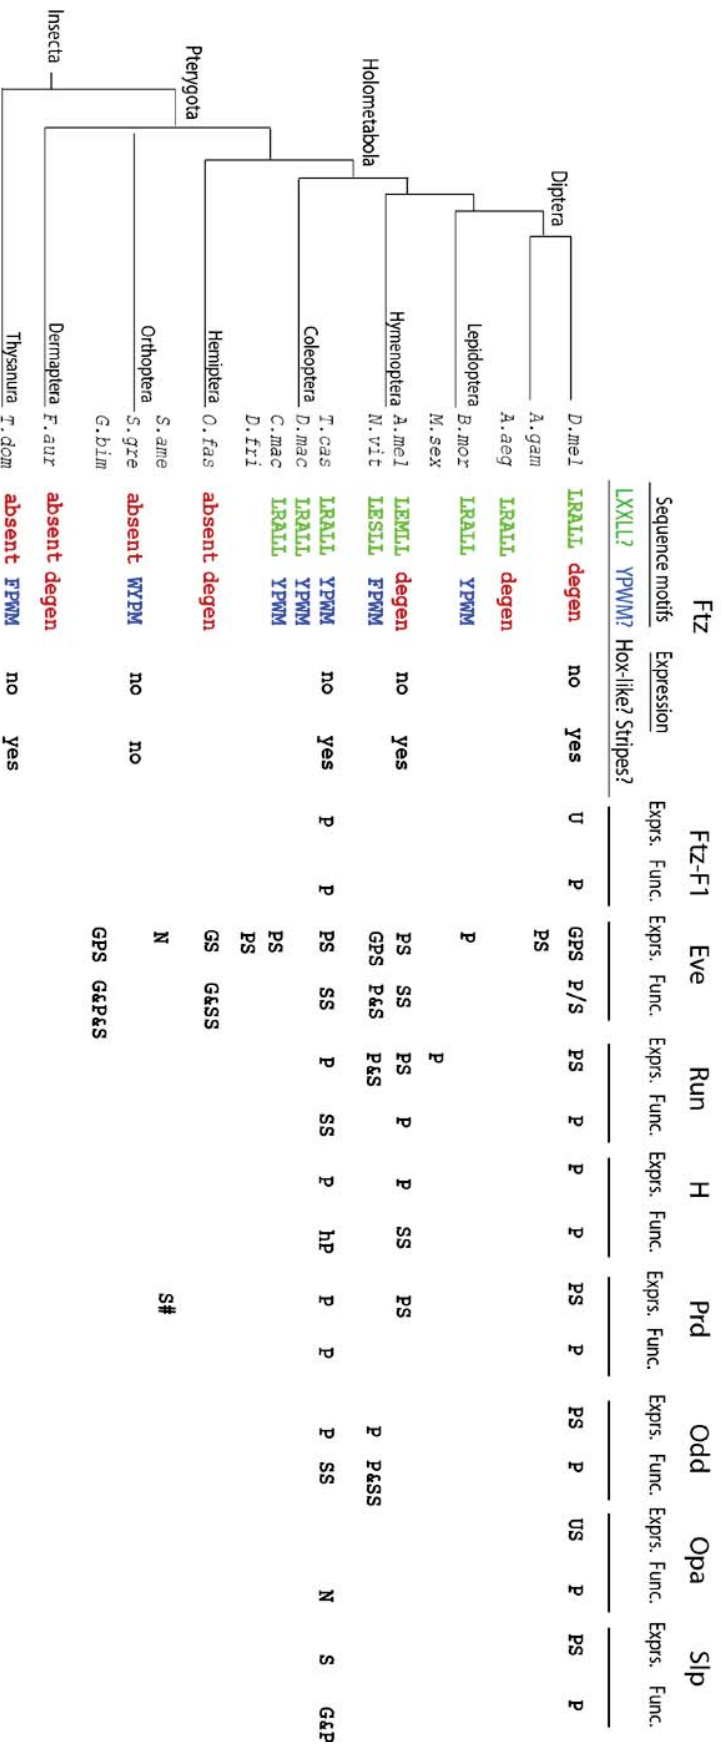 Ftz Ftz-F1 Eve Run H Prd Odd Opa Slp
Sequence motifs Expression Exprs. Func. Exprs. Func. Exprs. Func. Exprs. Func. Exprs. Func. Exprs. Func. Exprs. Func. Exprs. Func.
LXXLL? YPWM? Hox-like? Stripes?
D.mel LRALL degen no yes U P GPS P/S PS P P P PS P PS P US P PS P
Diptera
A.gam PS
A.aeg LRALL degen
Lepidoptera
B.mor LRALL YPWM P
M.sex P
Hymenoptera
A.mel LEMLL degen no yes PS SS PS P P SS PS
N.vit LESLL FPWM GPS P&S P&S P P&SS
Holometabola
T.cas LRALL YPWM no yes P P PS SS P SS P hP P P P SS N S G&P
Coleoptera
D.mac LRALL YPWM
C.mac LRALL YPWM PS
D.fri PS
Hemiptera
O.fas absent degen GS G&SS
Pterygota
S.ame N S#
Orthoptera
S.gre absent WYPM no no
G.bim GPS G&P&S
Dermaptera
F.aur absent degen
Insecta
Thysanura
T.dom absent FPWM no yes